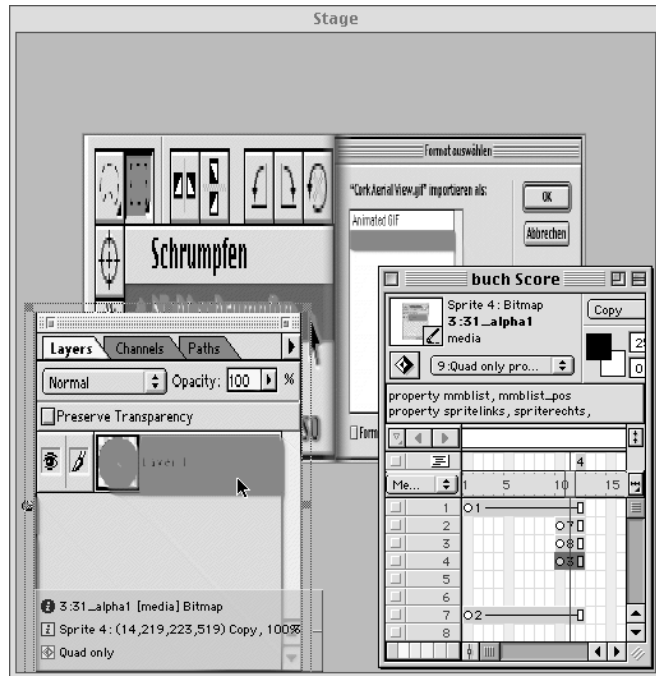 Stage
Format auswählen
"Cork Aerial View.gif" importieren als:
Animated GIF
OK
Abbrechen
Schrumpfen
buch Score
Sprite 4: Bitmap
3:31_alpha1
media
Copy
9:Quad only pro...
property mmblist, mmblist_pos
property spritelinks, spriterechts,
4
Me...
1 5 10 15
1 1
2 7
3 8
4 3
5
6
7 2
8
Layers Channels Paths
Normal Opacity: 100 %
Preserve Transparency
Layer 1
3:31_alpha1 [media] Bitmap
Sprite 4: (14,219,223,519) Copy, 100%
Quad only